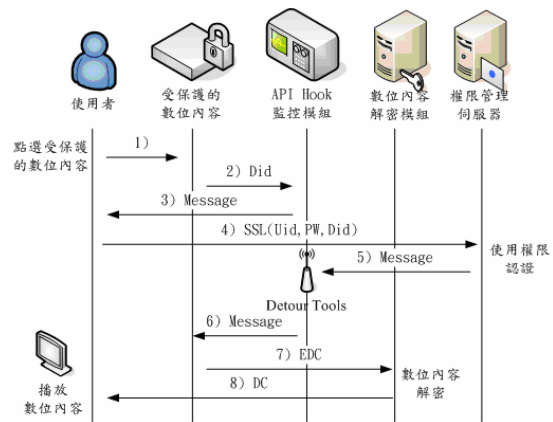 使用者
受保護的
數位內容
API Hook
監控模組
數位內容
解密模組
權限管理
伺服器
點選受保護
的數位內容
1)
2) Did
3) Message
4) SSL(Uid,PW,Did)
使用權限
認證
5) Message
Detour Tools
6) Message
7) EDC
數位內容
解密
8) DC
播放
數位內容